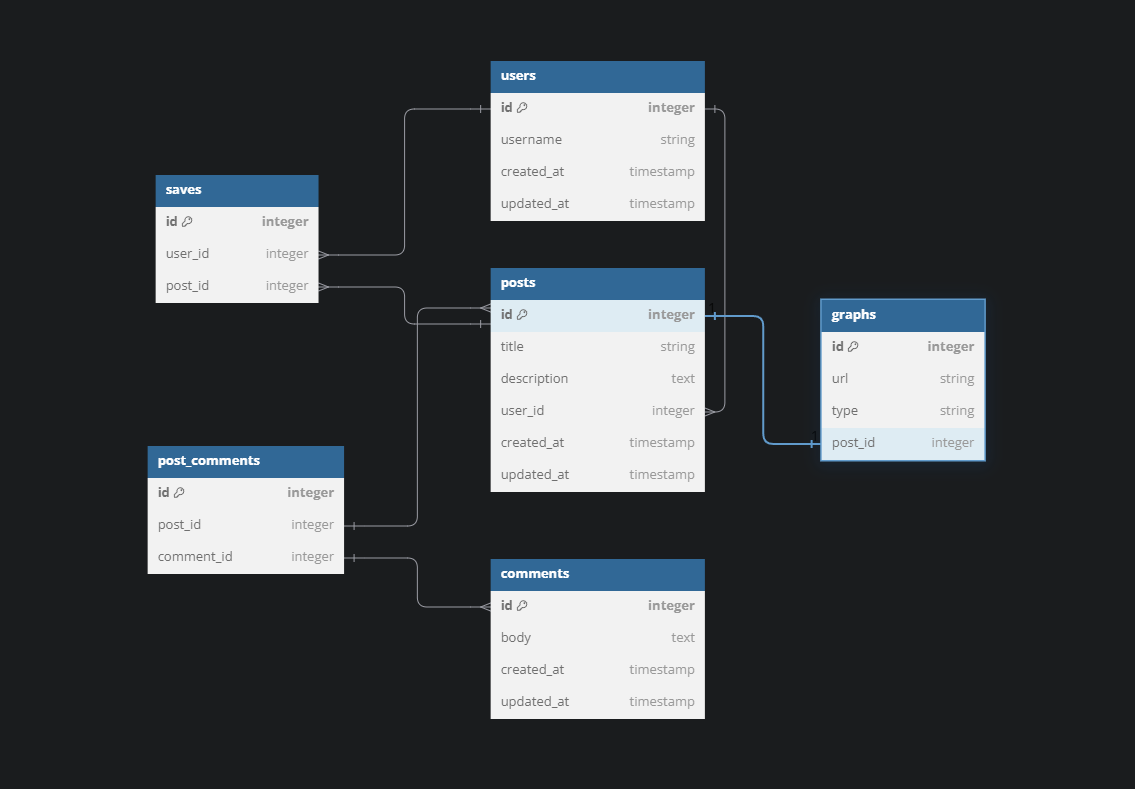 users
id integer
username string
created_at timestamp
updated_at timestamp
saves
id integer
user_id integer
post_id integer
posts
id integer
title string
description text
user_id integer
created_at timestamp
updated_at timestamp
graphs
id integer
url string
type string
post_id integer
post_comments
id integer
post_id integer
comment_id integer
comments
id integer
body text
created_at timestamp
updated_at timestamp